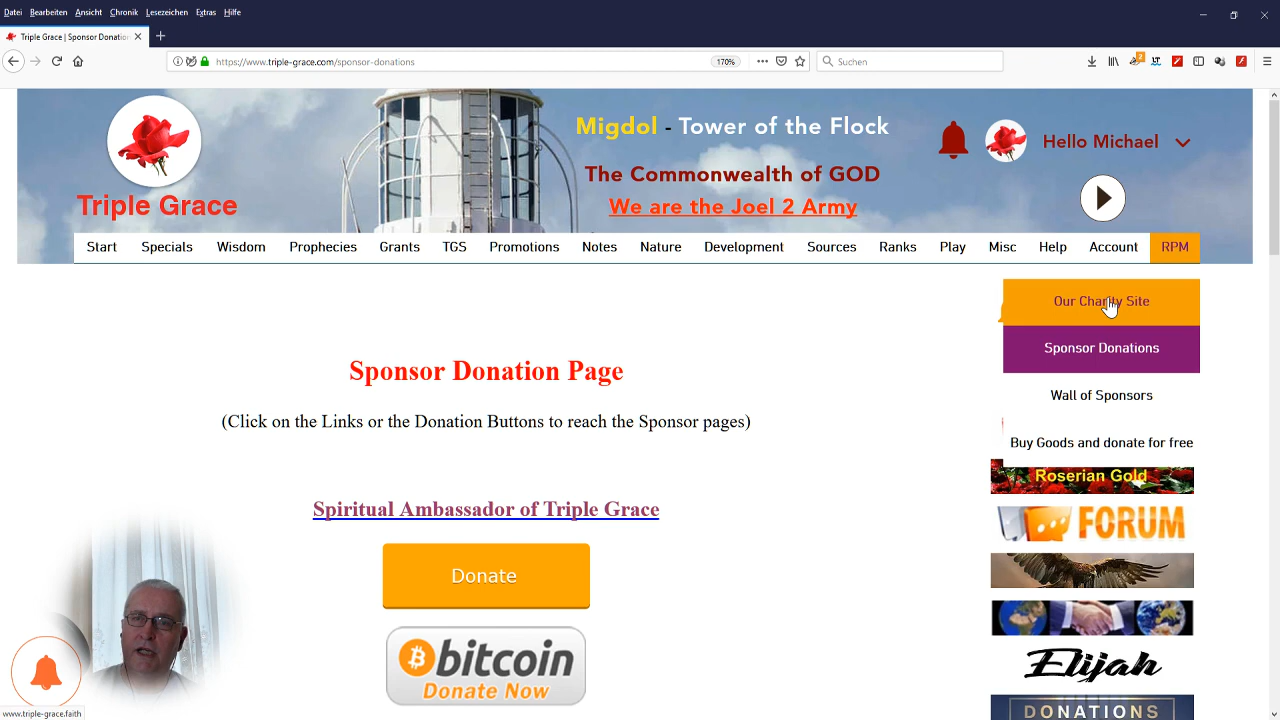 Datei Bearbeiten Ansicht Chronik Lesezeichen Extras Hilfe
Triple Grace | Sponsor Donation
https://www.triple-grace.com/sponsor-donations
170%
Suchen
2
Migdol - Tower of the Flock
The Commonwealth of GOD
We are the Joel 2 Army
Hello Michael
Triple Grace
Start Specials Wisdom Prophecies Grants TGS Promotions Notes Nature Development Sources Ranks Play Misc Help Account RPM
Our Charity Site
Sponsor Donations
Wall of Sponsors
Buy Goods and donate for free
Sponsor Donation Page
(Click on the Links or the Donation Buttons to reach the Sponsor pages)
Spiritual Ambassador of Triple Grace
Donate
bitcoin
Donate Now
Roserian Gold
FORUM
Elijah
DONATIONS
www.triple-grace.faith